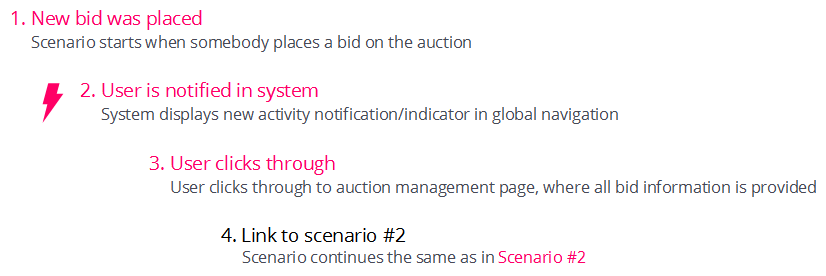 1. New bid was placed
Scenario starts when somebody places a bid on the auction
2. User is notified in system
System displays new activity notification/indicator in global navigation
3. User clicks through
User clicks through to auction management page, where all bid information is provided
4. Link to scenario #2
Scenario continues the same as in Scenario #2